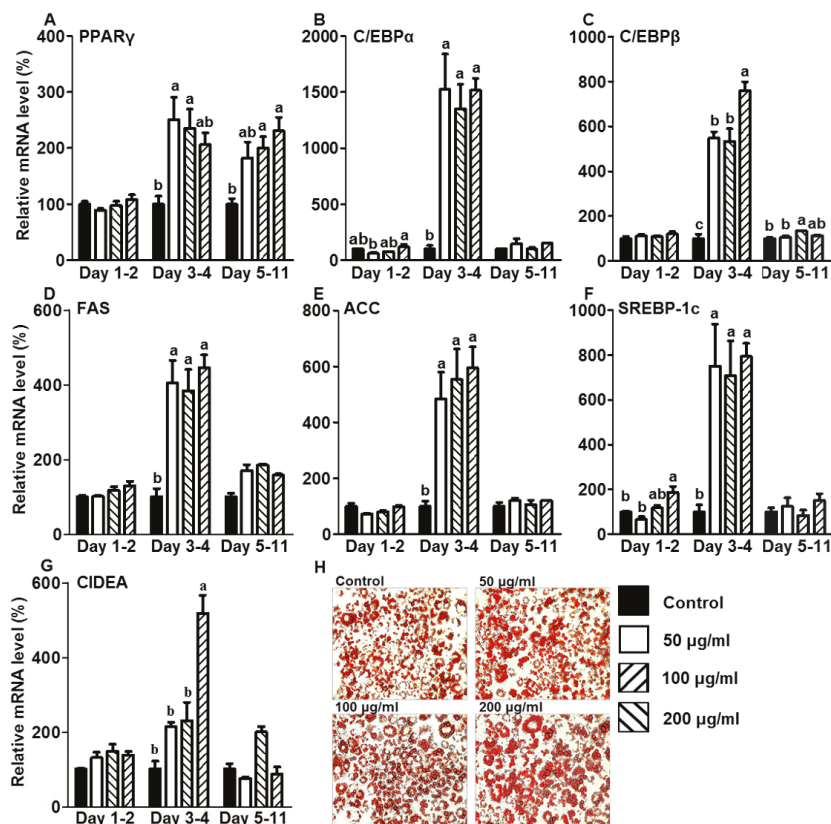 A
PPARγ
Relative mRNA level (%)
400
300
200
100
0
b
a
a
ab
b
ab
a
a
Day 1-2
Day 3-4
Day 5-11
B
C/EBPα
2000
1500
1000
500
0
ab
b
ab
a
b
a
a
a
Day 1-2
Day 3-4
Day 5-11
C
C/EBPβ
1000
800
600
400
200
0
c
b
b
a
b
b
a
ab
Day 1-2
Day 3-4
Day 5-11
D
FAS
Relative mRNA level (%)
600
400
200
0
b
a
a
a
Day 1-2
Day 3-4
Day 5-11
E
ACC
800
600
400
200
0
b
a
a
a
Day 1-2
Day 3-4
Day 5-11
F
SREBP-1c
1000
800
600
400
200
0
b
b
ab
a
b
a
a
a
Day 1-2
Day 3-4
Day 5-11
G
CIDEA
Relative mRNA level (%)
600
400
200
0
b
b
b
a
Day 1-2
Day 3-4
Day 5-11
H
Control
50 µg/ml
100 µg/ml
200 µg/ml
Control
50 µg/ml
100 µg/ml
200 µg/ml